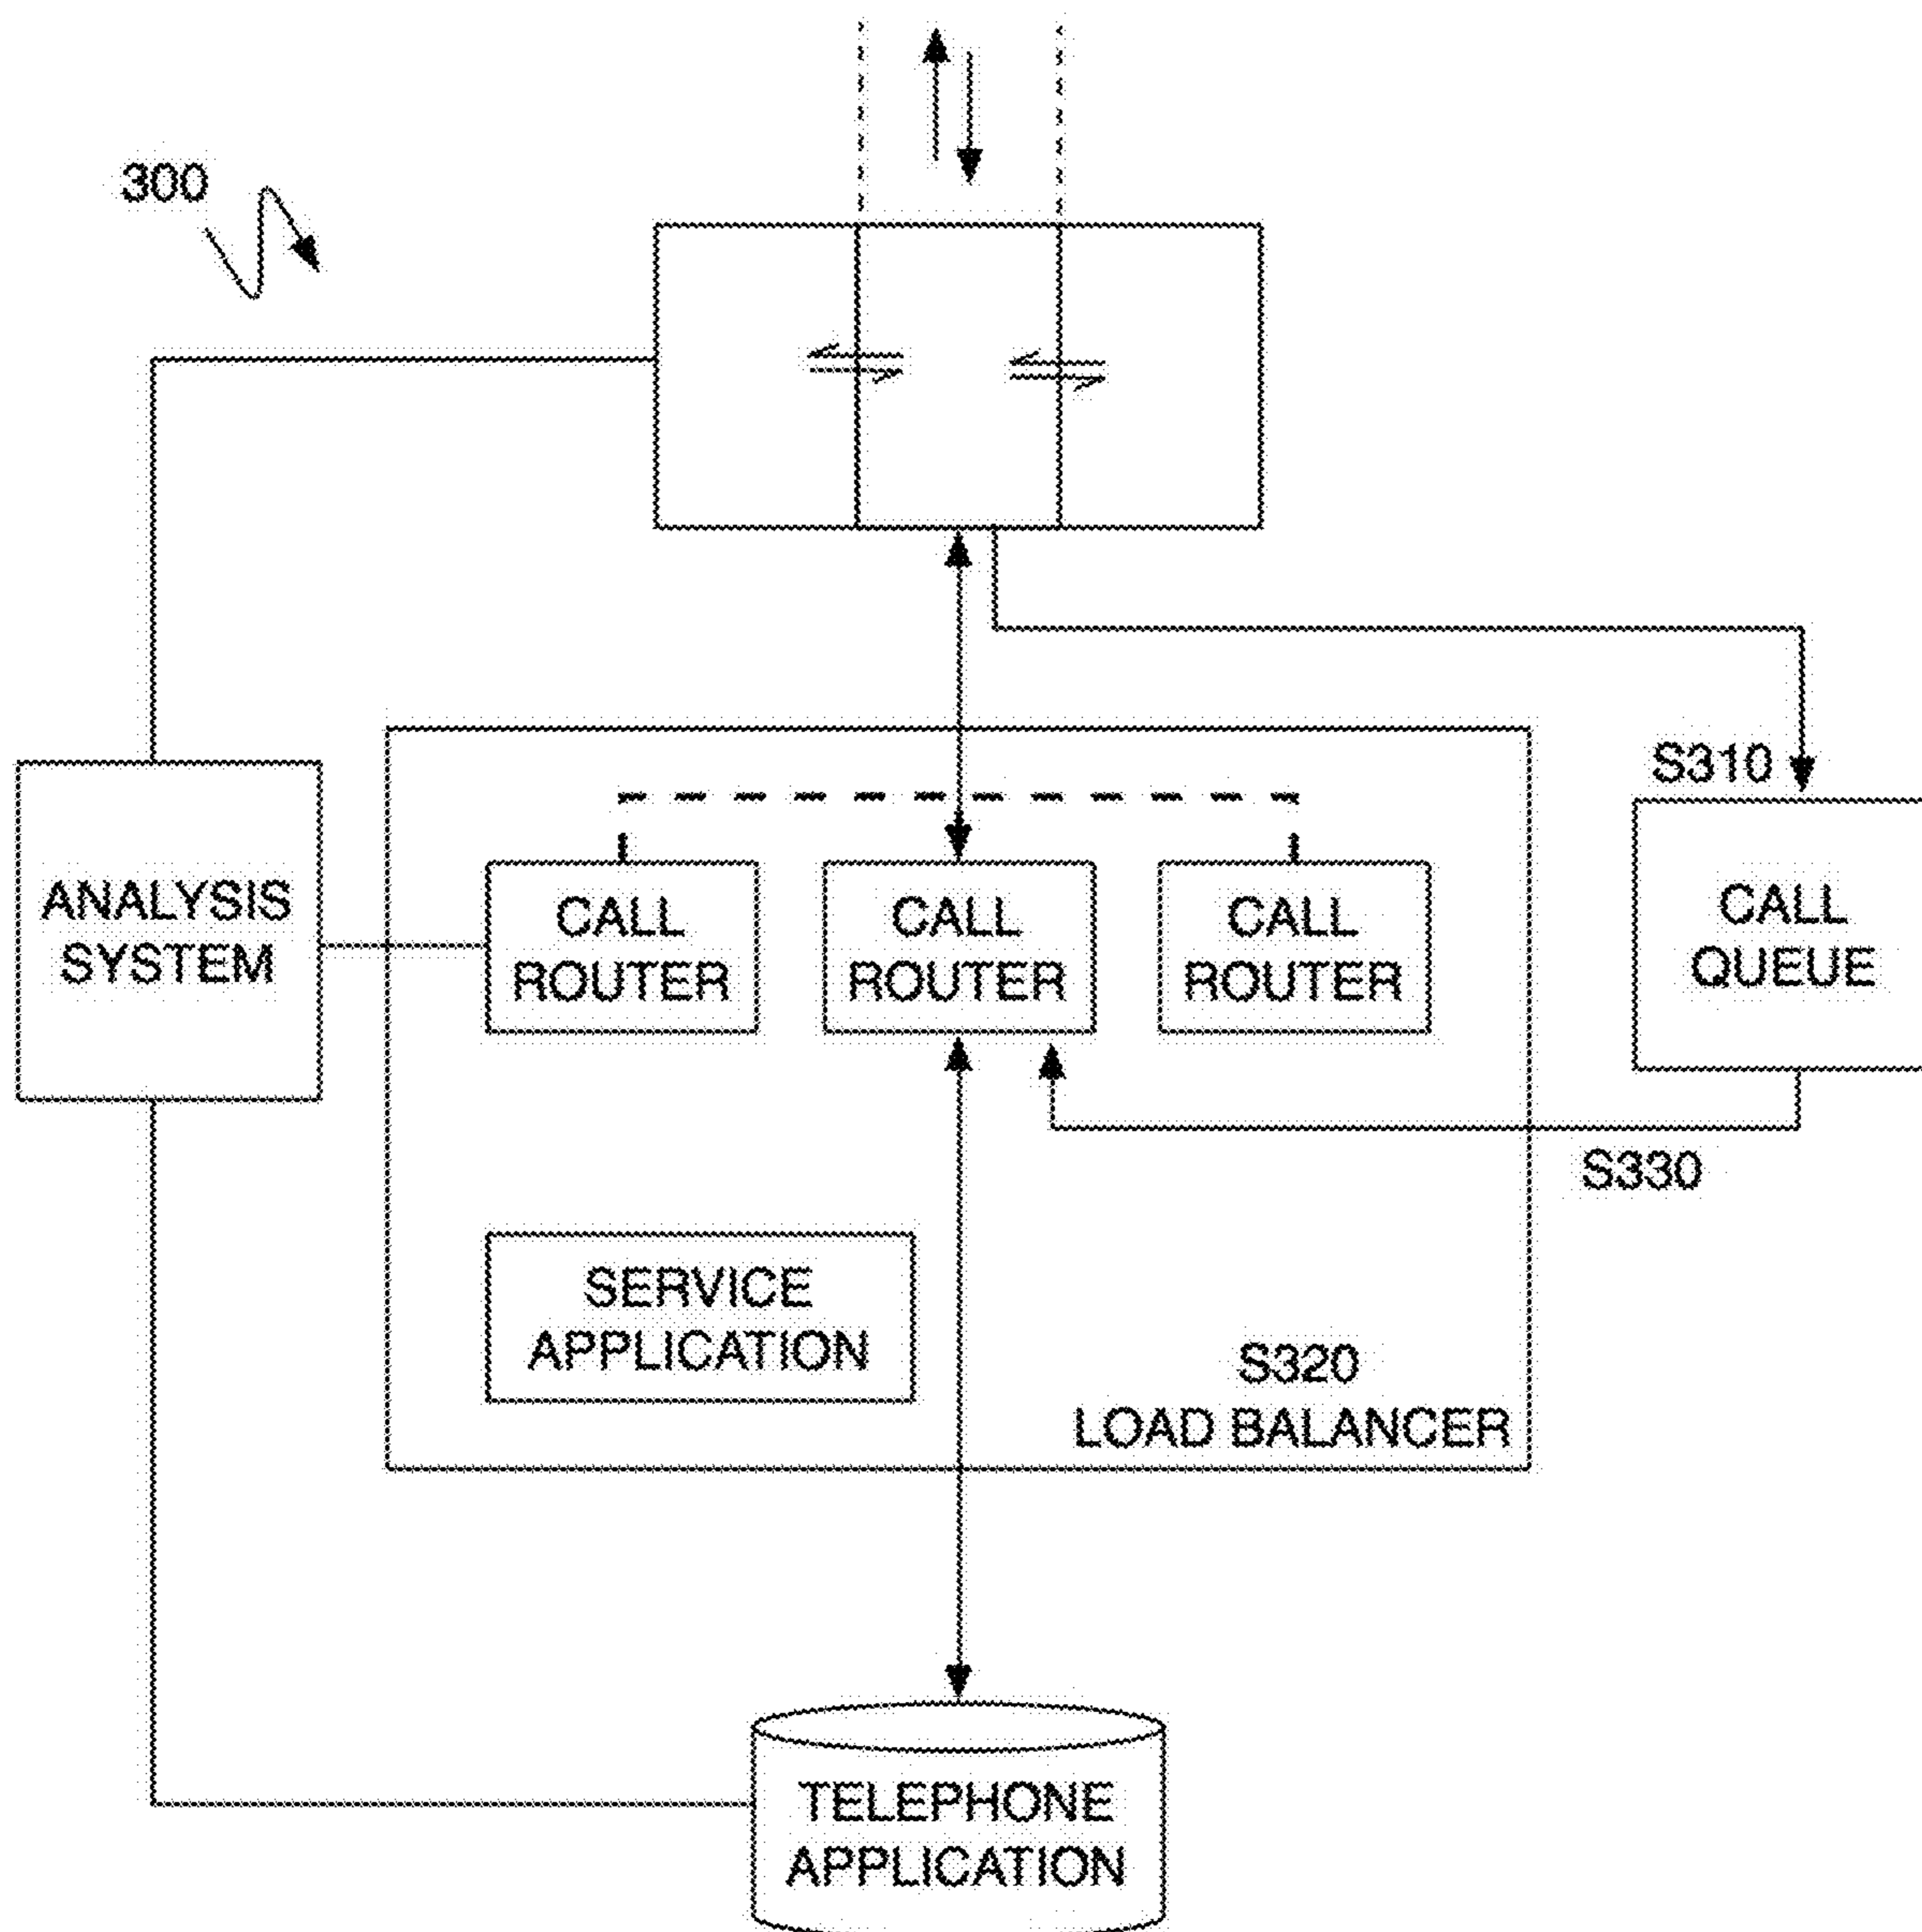 300
S310
ANALYSIS
SYSTEM
CALL
ROUTER
CALL
ROUTER
CALL
ROUTER
CALL
QUEUE
S330
SERVICE
APPLICATION
S320
LOAD BALANCER
TELEPHONE
APPLICATION